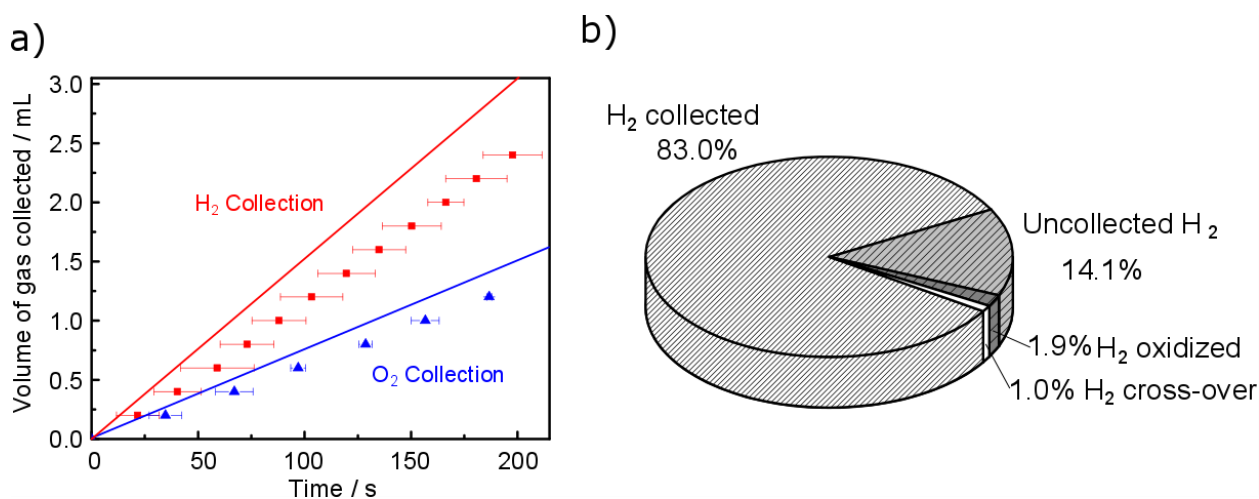 a)
Volume of gas collected / mL
3.0
2.5
2.0
1.5
1.0
0.5
0.0
H₂ Collection
O₂ Collection
0
50
100
150
200
Time / s
b)
H₂ collected
83.0%
Uncollected H₂
14.1%
1.9% H₂ oxidized
1.0% H₂ cross-over